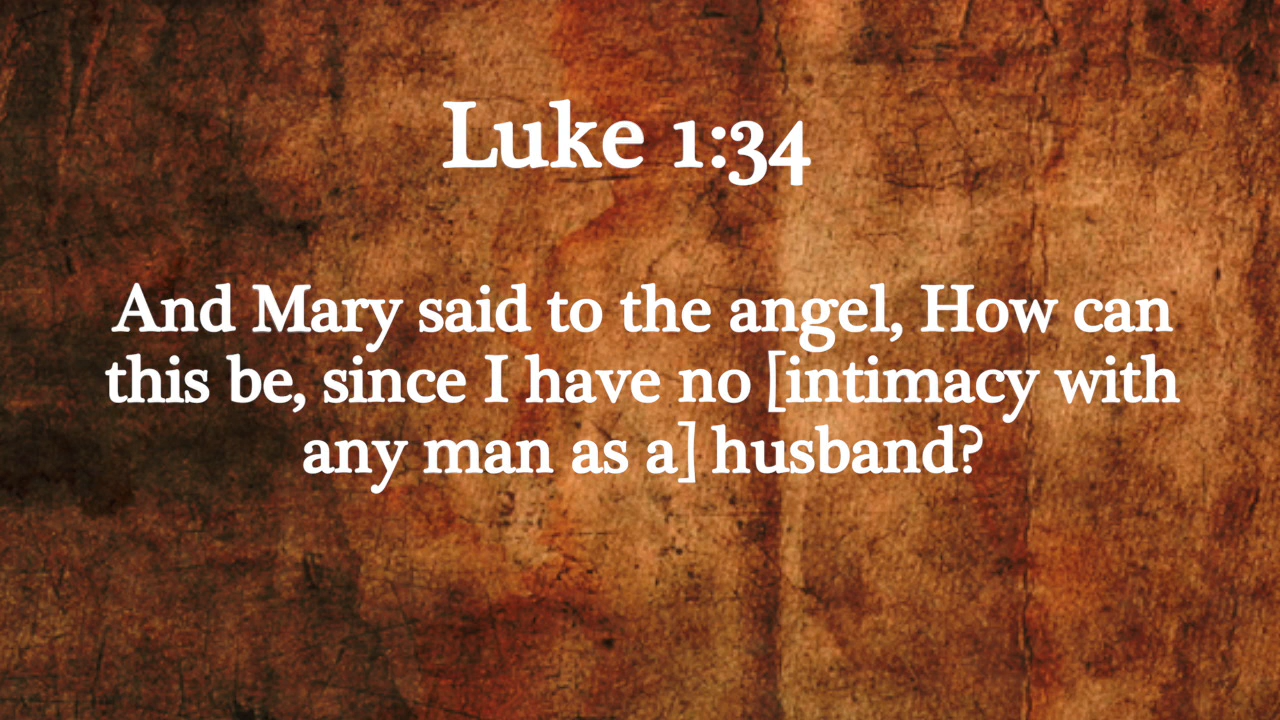 Luke 1:34
And Mary said to the angel, How can
this be, since I have no [intimacy with
any man as a] husband?